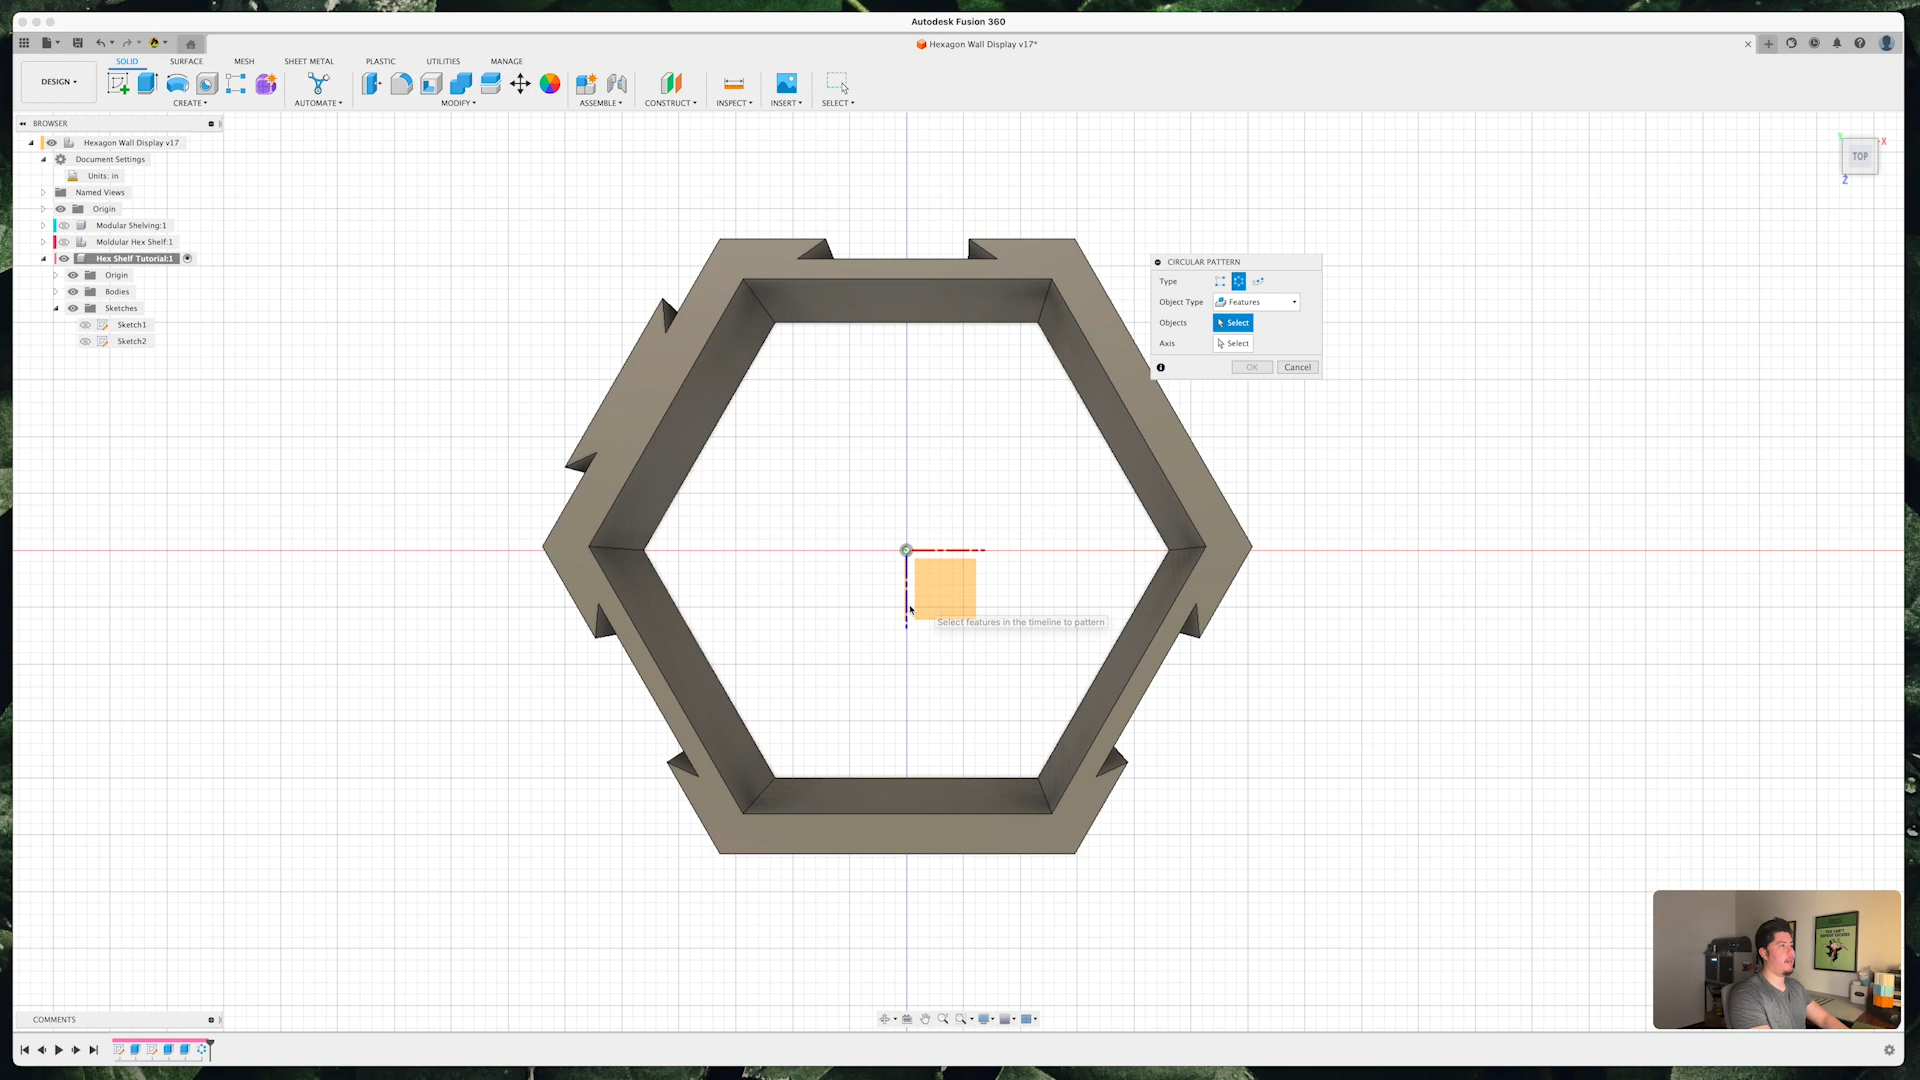 Autodesk Fusion 360
Hexagon Wall Display v17*
DESIGN
SOLID
SURFACE
MESH
SHEET METAL
PLASTIC
UTILITIES
MANAGE
CREATE
AUTOMATE
MODIFY
ASSEMBLE
CONSTRUCT
INSPECT
INSERT
SELECT
BROWSER
Hexagon Wall Display v17
Document Settings
Units: in
Named Views
Origin
Modular Shelving:1
Moldular Hex Shelf:1
Hex Shelf Tutorial:1
Origin
Bodies
Sketches
Sketch1
Sketch2
TOP
X
Z
CIRCULAR PATTERN
Type
Object Type
Features
Objects
Select
Axis
Select
OK
Cancel
Select features in the timeline to pattern
COMMENTS